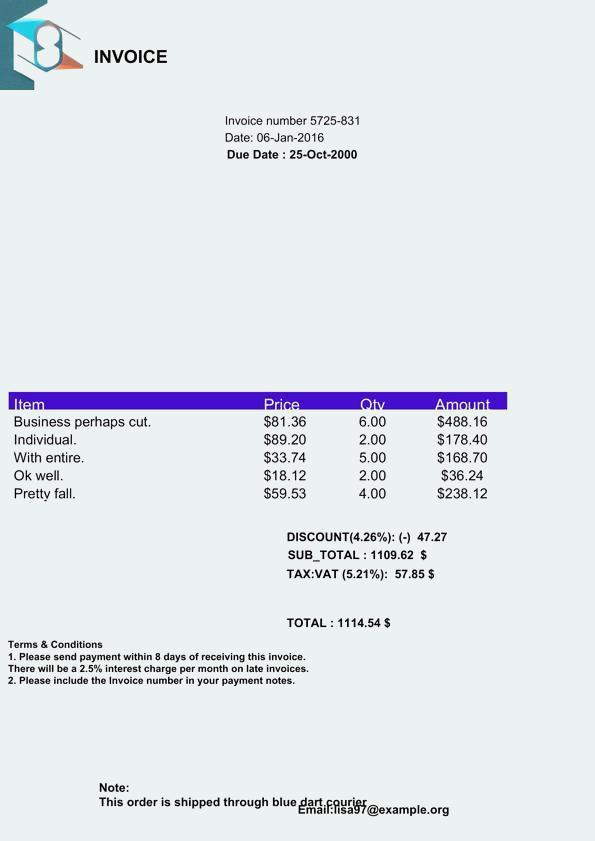 INVOICE
Invoice number 5725-831
Date: 06-Jan-2016
Due Date : 25-Oct-2000
Item Price Qty Amount
Business perhaps cut. $81.36 6.00 $488.16
Individual. $89.20 2.00 $178.40
With entire. $33.74 5.00 $168.70
Ok well. $18.12 2.00 $36.24
Pretty fall. $59.53 4.00 $238.12
DISCOUNT(4.26%): (-) 47.27
SUB_TOTAL : 1109.62 $
TAX:VAT (5.21%): 57.85 $
TOTAL : 1114.54 $
Terms & Conditions
1. Please send payment within 8 days of receiving this invoice.
There will be a 2.5% interest charge per month on late invoices.
2. Please include the Invoice number in your payment notes.
Note:
This order is shipped through blue dart courier
Email:lisa97@example.org